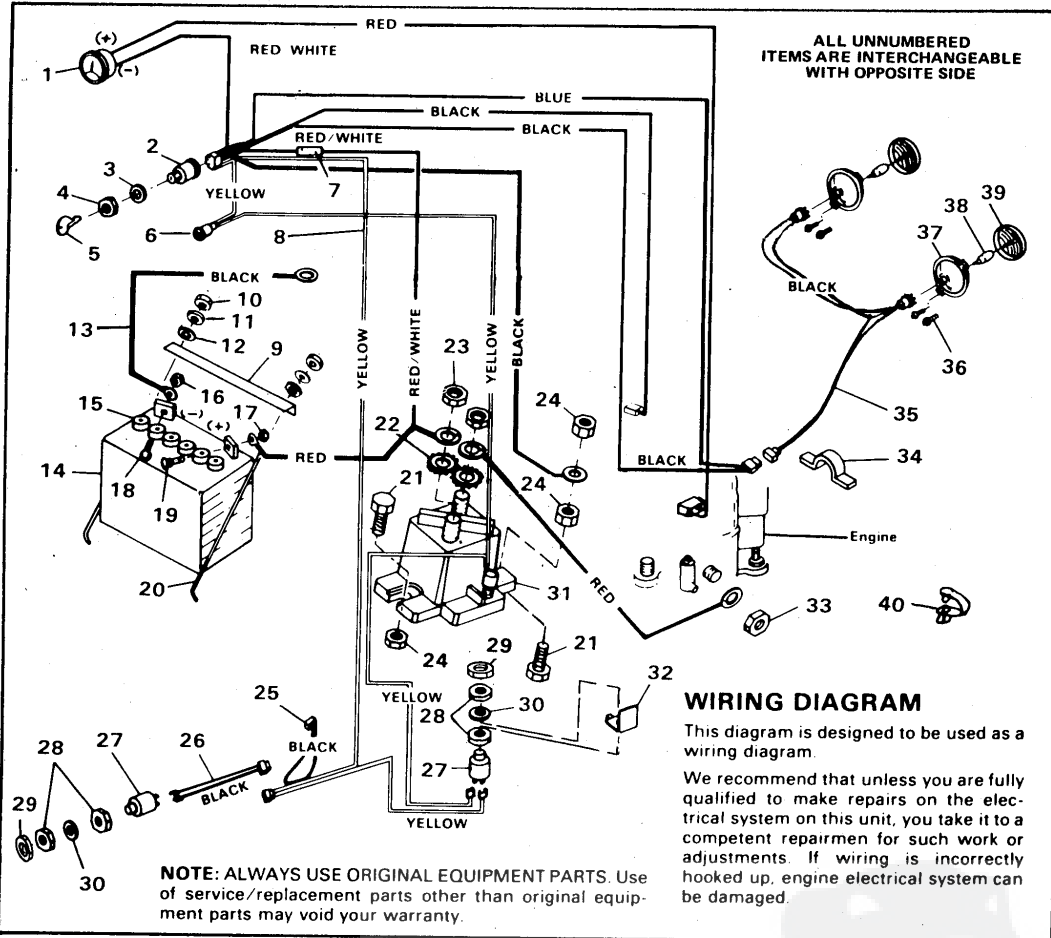 RED
(+)
RED WHITE
1
(-)
ALL UNNUMBERED
ITEMS ARE INTERCHANGEABLE
WITH OPPOSITE SIDE
BLUE
BLACK
BLACK
2
RED/WHITE
3
7
4
YELLOW
5
6
8
39
38
37
BLACK
BLACK
10
11
13
12
9
36
RED/WHITE
YELLOW
23
YELLOW
BLACK
24
35
15
16
(-)
17
(+)
22
14
RED
BLACK
34
18
19
21
24
20
31
RED
Engine
33
40
24
29
21
32
YELLOW
28
30
25
BLACK
28
27
26
BLACK
27
29
30
YELLOW
WIRING DIAGRAM
This diagram is designed to be used as a
wiring diagram.
We recommend that unless you are fully
qualified to make repairs on the elec-
trical system on this unit, you take it to a
competent repairmen for such work or
adjustments. If wiring is incorrectly
hooked up, engine electrical system can
be damaged.
NOTE: ALWAYS USE ORIGINAL EQUIPMENT PARTS. Use
of service/replacement parts other than original equip-
ment parts may void your warranty.